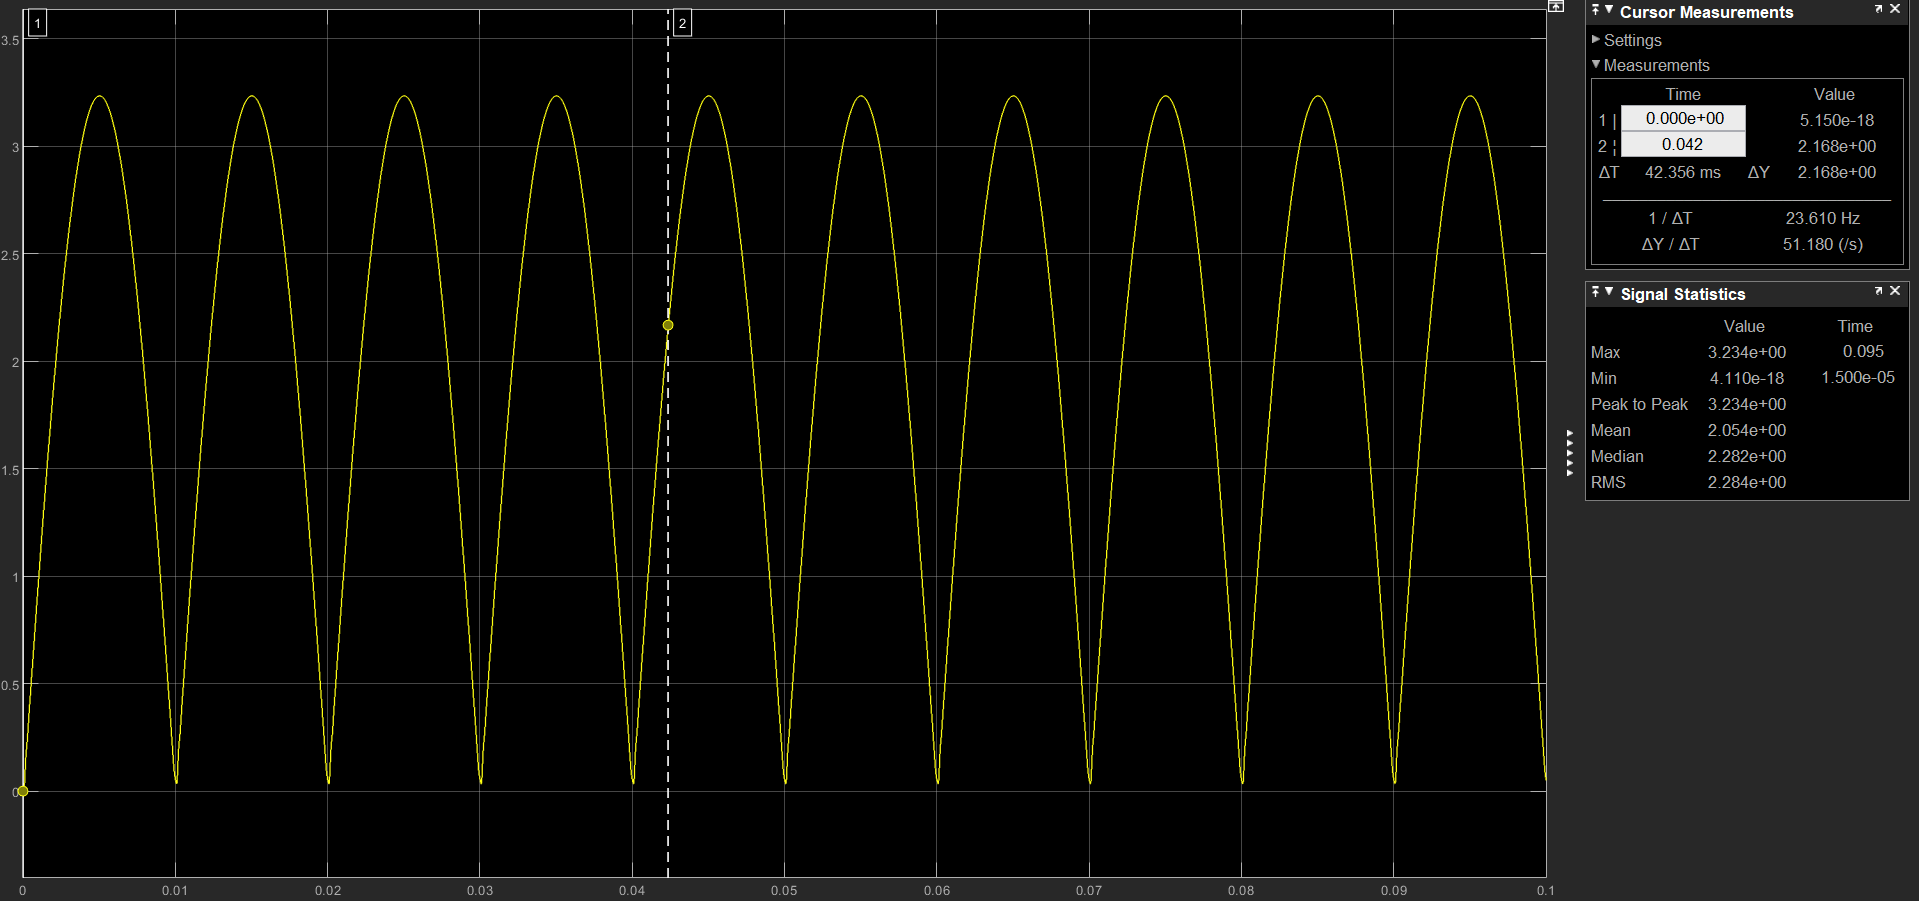 1
2
3.5
3
2.5
2
1.5
1
0.5
0
0 0.01 0.02 0.03 0.04 0.05 0.06 0.07 0.08 0.09 0.1
Cursor Measurements
Settings
Measurements
Time Value
1 | 0.000e+00 5.150e-18
2 ¦ 0.042 2.168e+00
ΔT 42.356 ms ΔY 2.168e+00
1 / ΔT 23.610 Hz
ΔY / ΔT 51.180 (/s)
Signal Statistics
Value Time
Max 3.234e+00 0.095
Min 4.110e-18 1.500e-05
Peak to Peak 3.234e+00
Mean 2.054e+00
Median 2.282e+00
RMS 2.284e+00